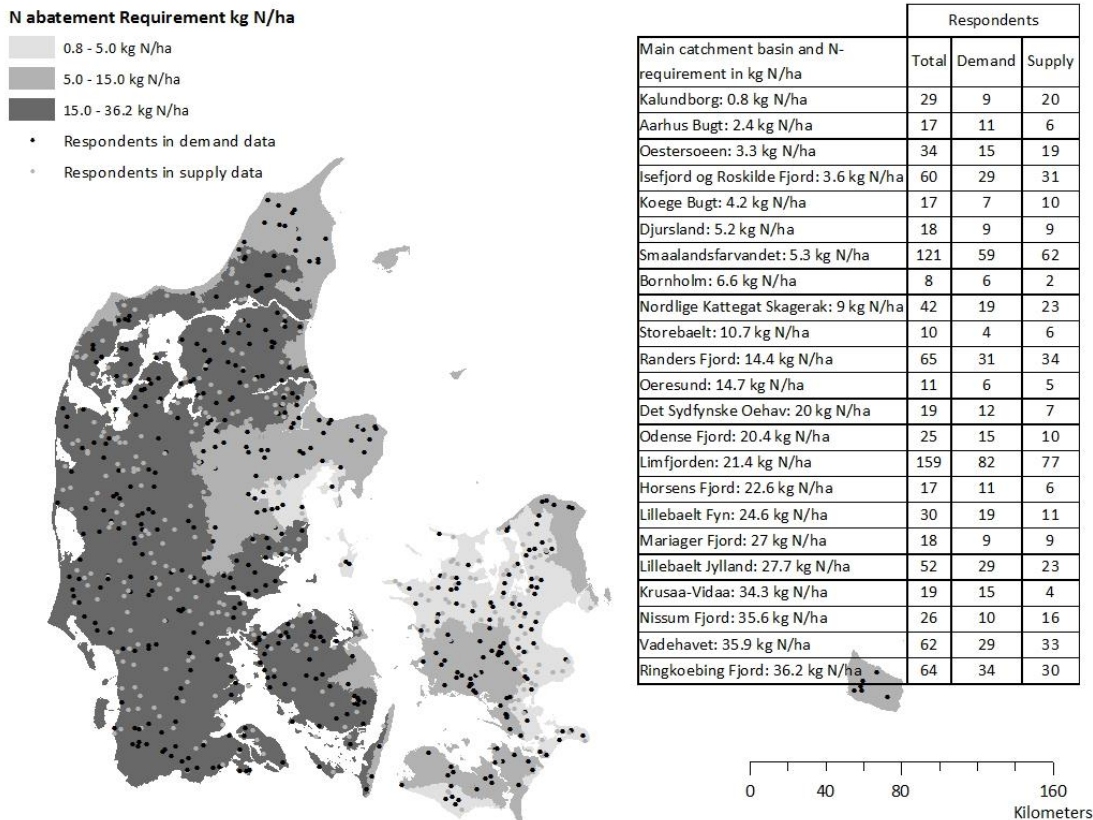 N abatement Requirement kg N/ha
0.8 - 5.0 kg N/ha
5.0 - 15.0 kg N/ha
15.0 - 36.2 kg N/ha
Respondents in demand data
Respondents in supply data
Respondents
Main catchment basin and N-
requirement in kg N/ha
Total Demand Supply
Kalundborg: 0.8 kg N/ha 29 9 20
Aarhus Bugt: 2.4 kg N/ha 17 11 6
Oestersoeen: 3.3 kg N/ha 34 15 19
Isefjord og Roskilde Fjord: 3.6 kg N/ha 60 29 31
Koege Bugt: 4.2 kg N/ha 17 7 10
Djursland: 5.2 kg N/ha 18 9 9
Smaalandsfarvandet: 5.3 kg N/ha 121 59 62
Bornholm: 6.6 kg N/ha 8 6 2
Nordlige Kattegat Skagerak: 9 kg N/ha 42 19 23
Storebaelt: 10.7 kg N/ha 10 4 6
Randers Fjord: 14.4 kg N/ha 65 31 34
Oeresund: 14.7 kg N/ha 11 6 5
Det Sydfynske Oehav: 20 kg N/ha 19 12 7
Odense Fjord: 20.4 kg N/ha 25 15 10
Limfjorden: 21.4 kg N/ha 159 82 77
Horsens Fjord: 22.6 kg N/ha 17 11 6
Lillebaelt Fyn: 24.6 kg N/ha 30 19 11
Mariager Fjord: 27 kg N/ha 18 9 9
Lillebaelt Jylland: 27.7 kg N/ha 52 29 23
Krusaa-Vidaa: 34.3 kg N/ha 19 15 4
Nissum Fjord: 35.6 kg N/ha 26 10 16
Vadehavet: 35.9 kg N/ha 62 29 33
Ringkoebing Fjord: 36.2 kg N/ha 64 34 30
0 40 80 160
Kilometers